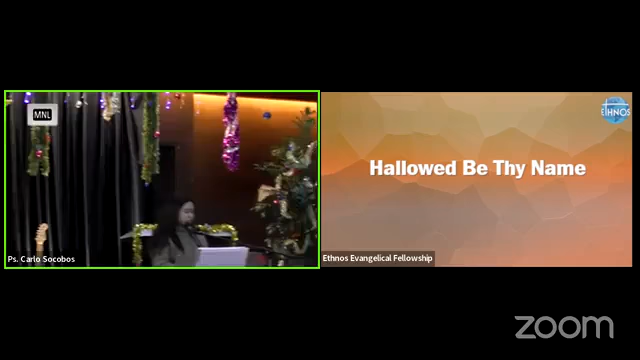 MNL
Ps. Carlo Socobos
ETHNOS
Hallowed Be Thy Name
Ethnos Evangelical Fellowship
zoom